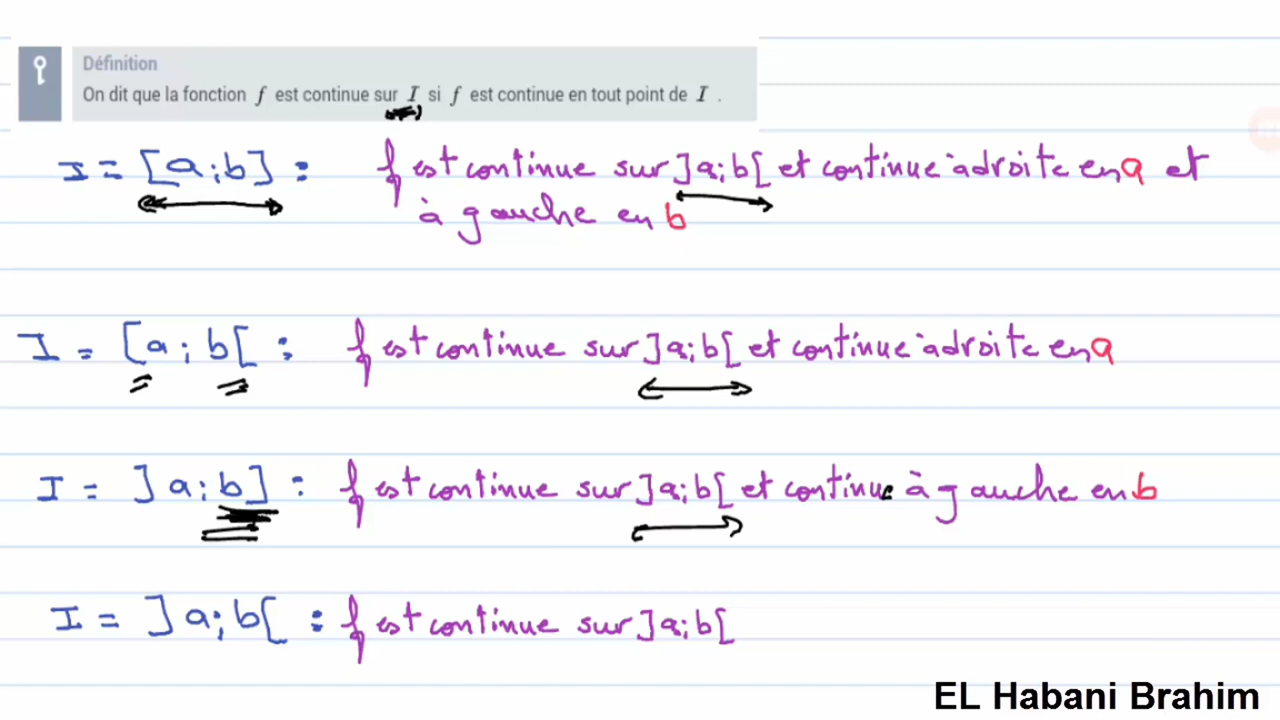 Définition
On dit que la fonction f est continue sur I si f est continue en tout point de I .
I = [a;b] : f est continue sur ]a;b[ et continue à droite en a et
à gauche en b
I = [a;b[ : f est continue sur ]a;b[ et continue à droite en a
I = ]a;b] : f est continue sur ]a;b[ et continue à gauche en b
I = ]a;b[ : f est continue sur ]a;b[
EL Habani Brahim